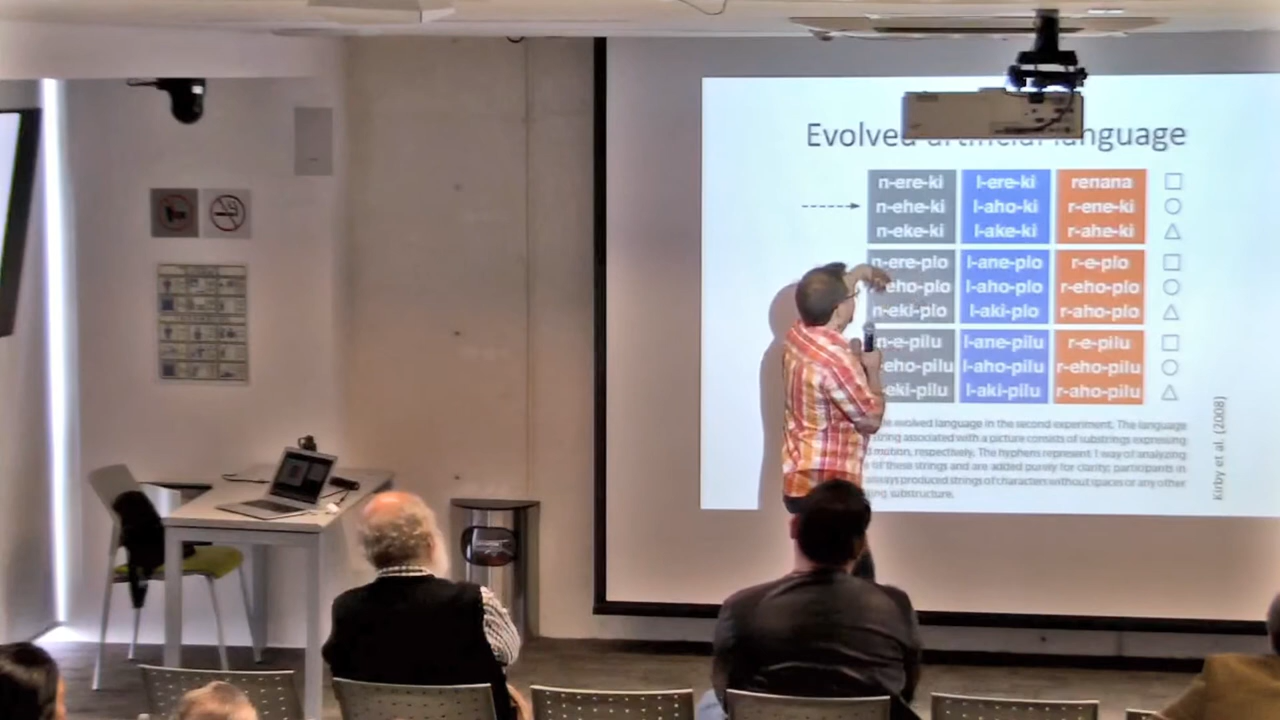 Evolved artificial language
n-ere-ki l-ere-ki renana
n-ehe-ki l-aho-ki r-ene-ki
n-eke-ki l-ake-ki r-ahe-ki
n-ere-plo l-ane-plo r-e-plo
eho-plo l-aho-plo r-eho-plo
n-eki-plo l-aki-plo r-aho-plo
n-e-pilu l-ane-pilu r-e-pilu
eho-pilu l-aho-pilu r-eho-pilu
eki-pilu l-aki-pilu r-aho-pilu
evolved language in the second experiment. The language
string associated with a picture consists of substrings expressing
motion, respectively. The hyphens represent 1 way of analyzing
of these strings and are added purely for clarity; participants in
always produced strings of characters without spaces or any other
substructure.
Kirby et al. (2008)